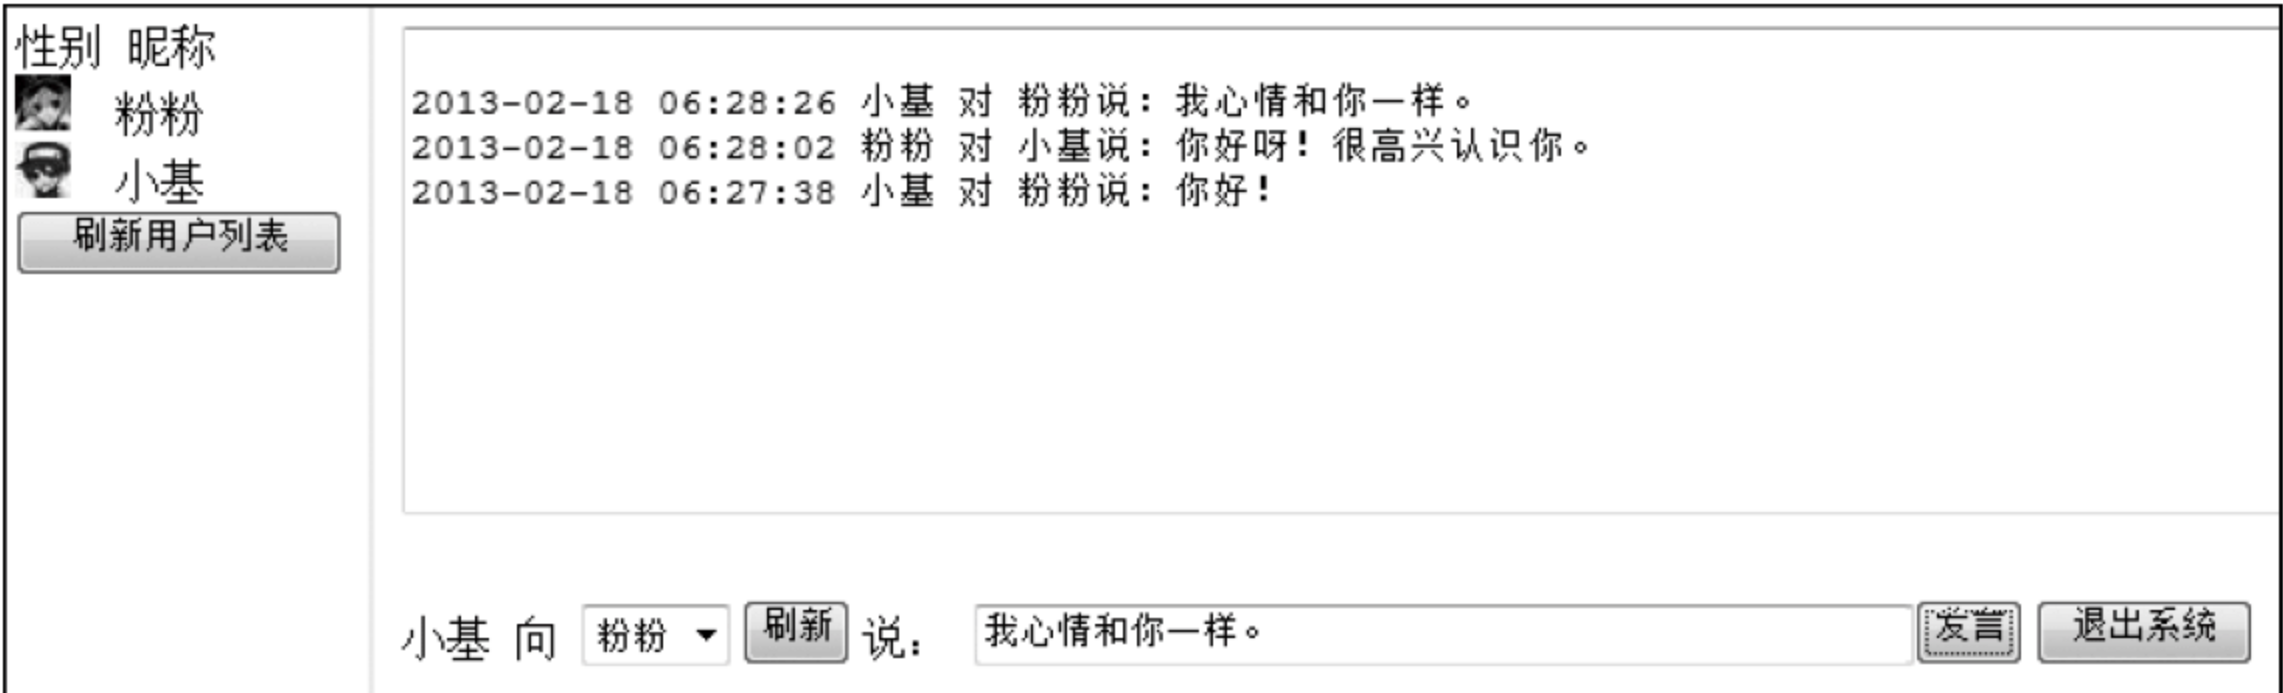 性别 昵称
粉粉
小基
刷新用户列表
2013-02-18 06:28:26 小基 对 粉粉说：我心情和你一样。
2013-02-18 06:28:02 粉粉 对 小基说：你好呀！很高兴认识你。
2013-02-18 06:27:38 小基 对 粉粉说：你好！
小基 向 粉粉 刷新 说： 我心情和你一样。 发言 退出系统